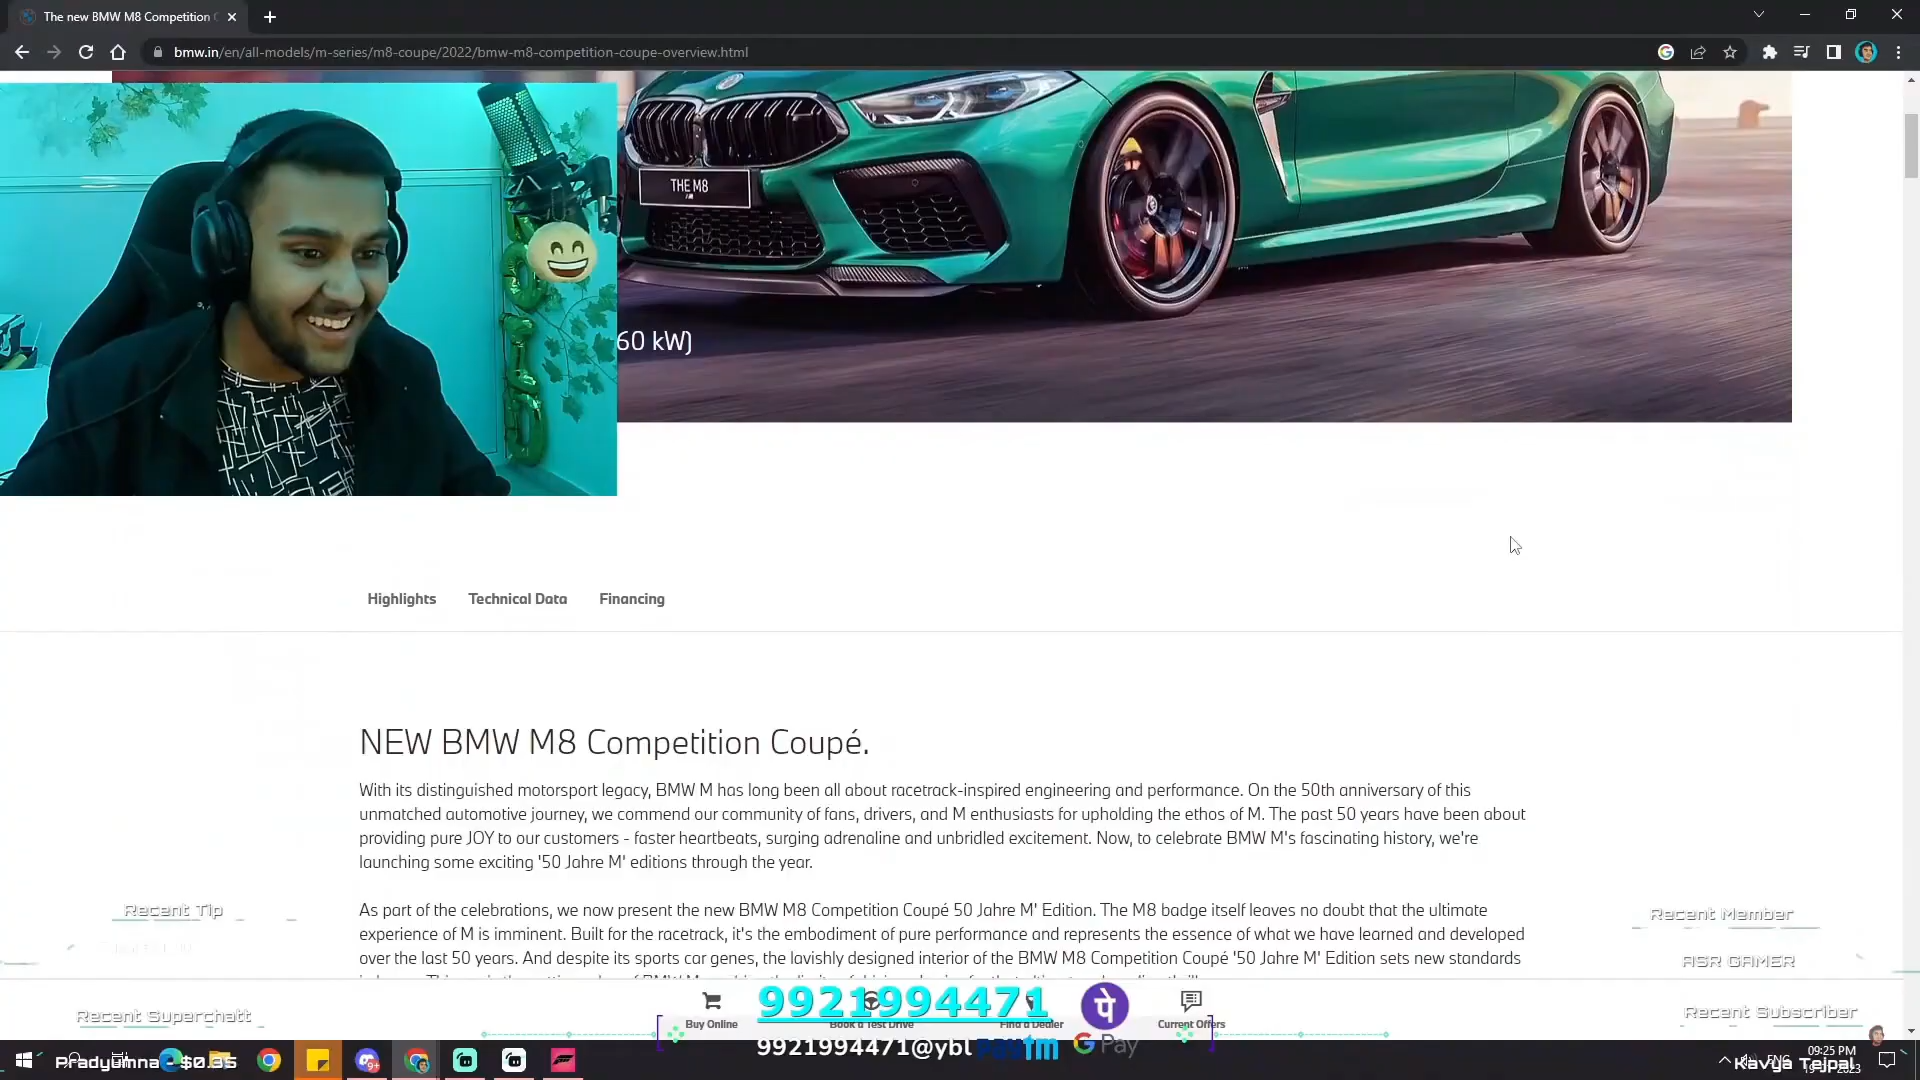 The new BMW M8 Competition C
bmw.in/en/all-models/m-series/m8-coupe/2022/bmw-m8-competition-coupe-overview.html
THE M8
60 kW)
Highlights
Technical Data
Financing
NEW BMW M8 Competition Coupé.
With its distinguished motorsport legacy, BMW M has long been all about racetrack-inspired engineering and performance. On the 50th anniversary of this
unmatched automotive journey, we commend our community of fans, drivers, and M enthusiasts for upholding the ethos of M. The past 50 years have been about
providing pure JOY to our customers - faster heartbeats, surging adrenaline and unbridled excitement. Now, to celebrate BMW M's fascinating history, we're
launching some exciting '50 Jahre M' editions through the year.
As part of the celebrations, we now present the new BMW M8 Competition Coupé 50 Jahre M' Edition. The M8 badge itself leaves no doubt that the ultimate
experience of M is imminent. Built for the racetrack, it's the embodiment of pure performance and represents the essence of what we have learned and developed
over the last 50 years. And despite its sports car genes, the lavishly designed interior of the BMW M8 Competition Coupé '50 Jahre M' Edition sets new standards
Recent Tip
Recent Member
ASR GAMER
Recent Superchatt
Recent Subscriber
9921994471
पे
Buy Online
Book a Test Drive
Find a Dealer
Current Offers
9921994471@ybl paytm G Pay
Pradyumna - $0.85
9+
ENG
09:25 PM
Kavya Tejpal